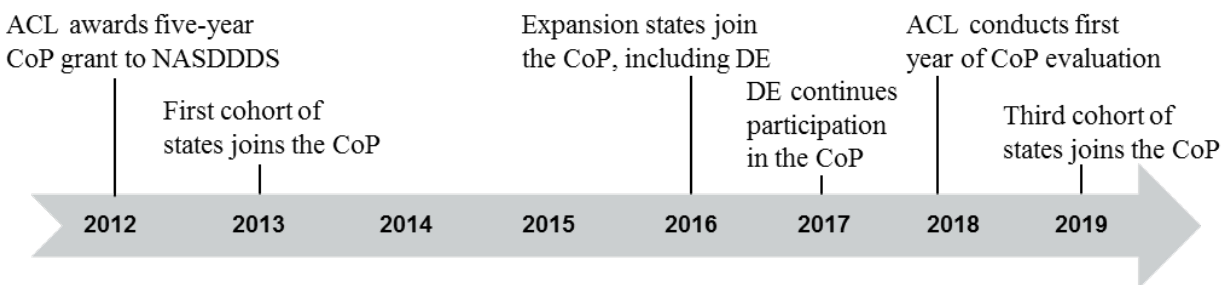 ACL awards five-year
CoP grant to NASDDDS
First cohort of
states joins the CoP
Expansion states join
the CoP, including DE
DE continues
participation
in the CoP
ACL conducts first
year of CoP evaluation
Third cohort of
states joins the CoP
2012 2013 2014 2015 2016 2017 2018 2019